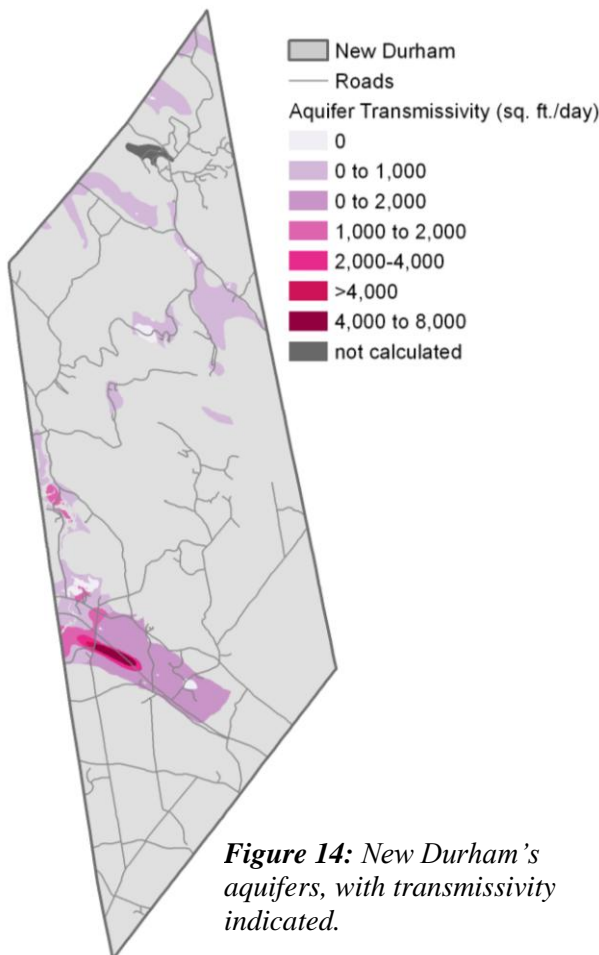 New Durham
Roads
Aquifer Transmissivity (sq. ft./day)
0
0 to 1,000
0 to 2,000
1,000 to 2,000
2,000-4,000
>4,000
4,000 to 8,000
not calculated
Figure 14: New Durham's
aquifers, with transmissivity
indicated.